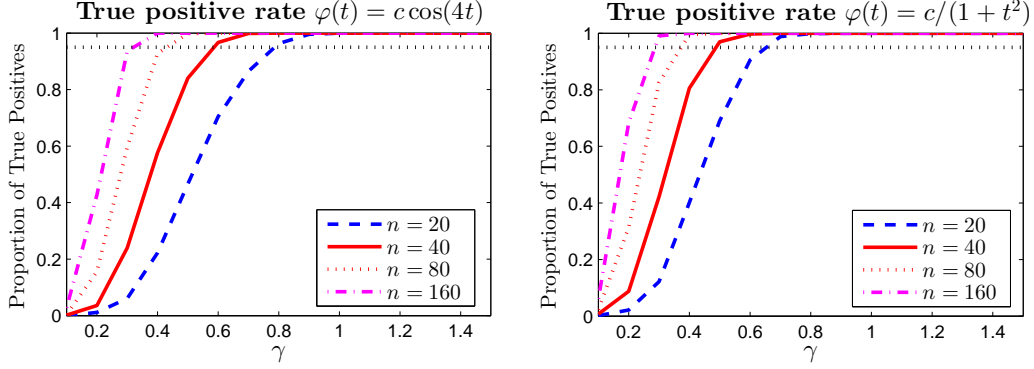 True positive rate φ(t) = c cos(4t)
Proportion of True Positives
1
0.8
0.6
0.4
0.2
0
0.2 0.4 0.6 0.8 1 1.2 1.4
γ
n = 20
n = 40
n = 80
n = 160
True positive rate φ(t) = c/(1 + t²)
Proportion of True Positives
1
0.8
0.6
0.4
0.2
0
0.2 0.4 0.6 0.8 1 1.2 1.4
γ
n = 20
n = 40
n = 80
n = 160